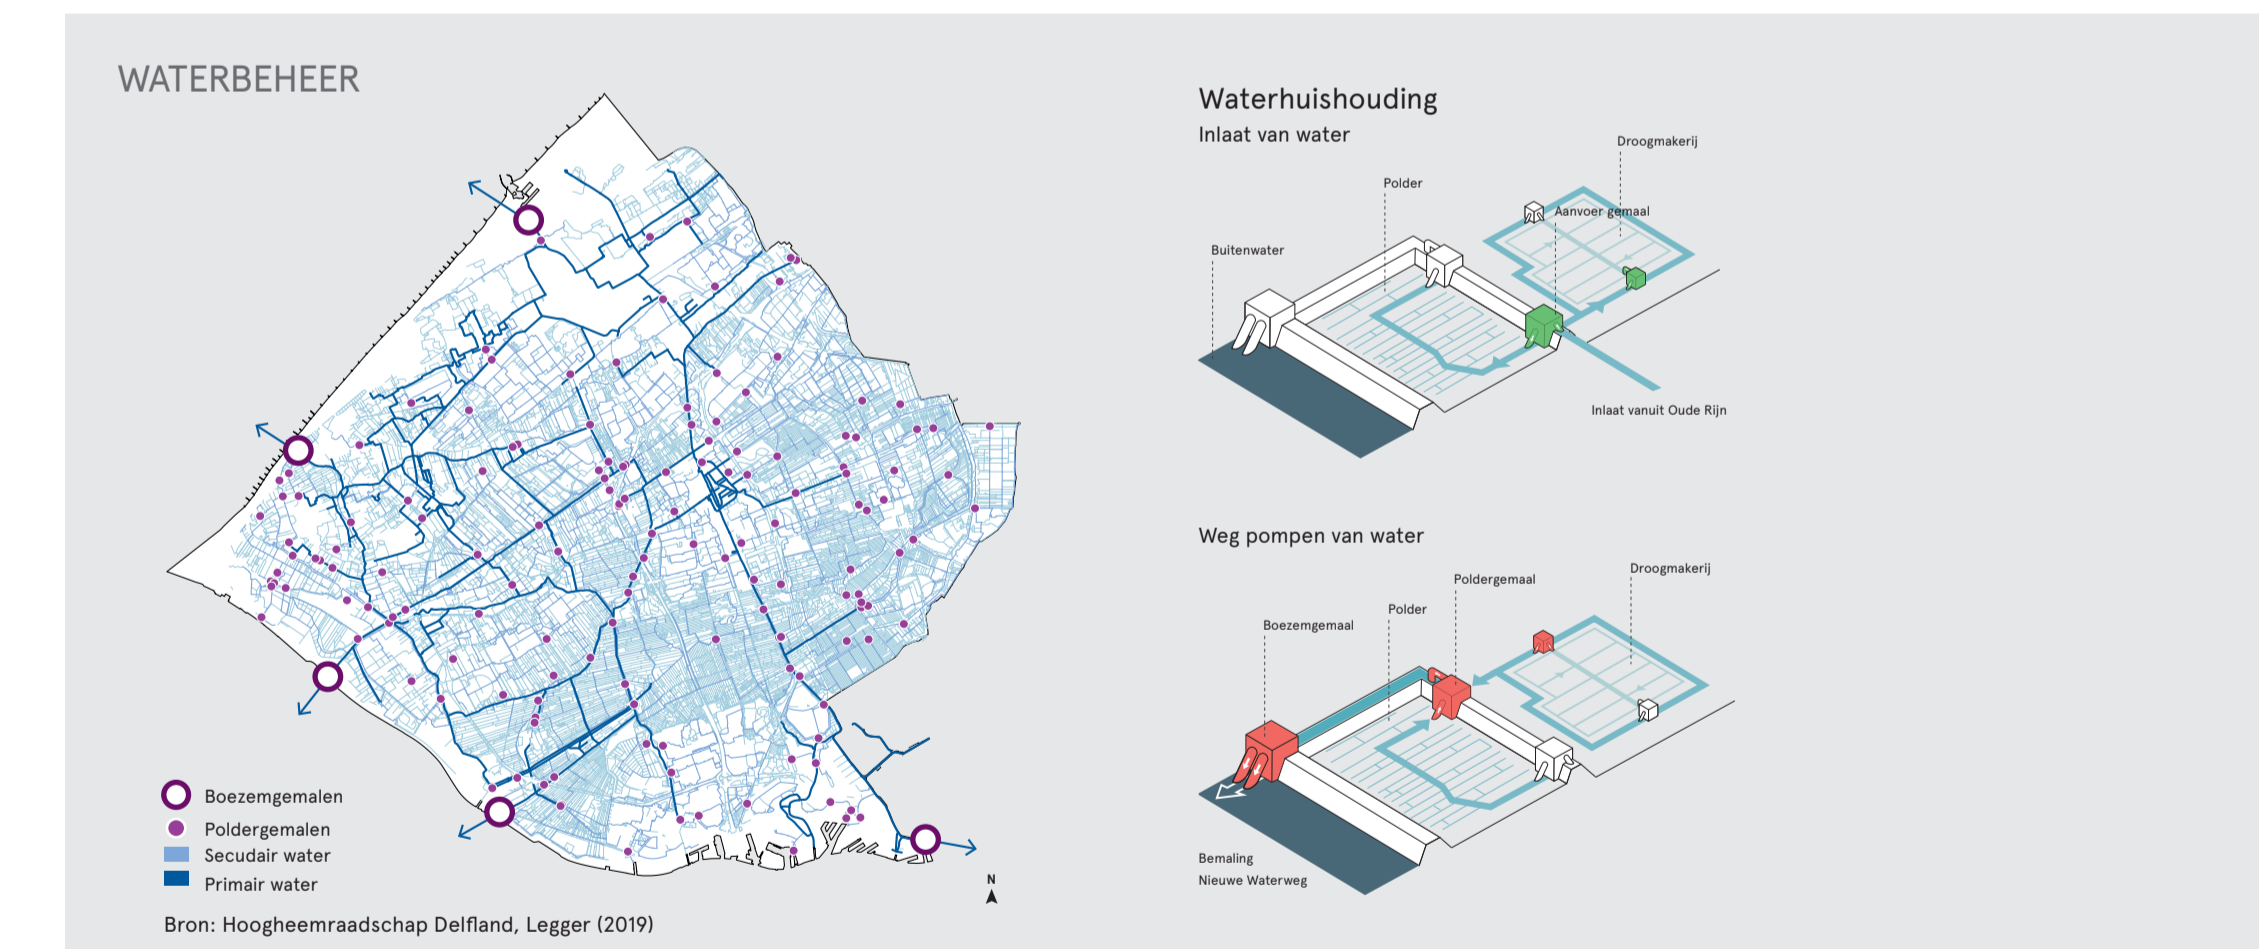 WATERBEHEER
Boezemgemalen
Poldergemalen
Secudair water
Primair water
N
Bron: Hoogheemraadschap Delfland, Legger (2019)
Waterhuishouding
Inlaat van water
Droogmakerij
Polder
Aanvoer gemaal
Buitenwater
Inlaat vanuit Oude Rijn
Weg pompen van water
Droogmakerij
Poldergemaal
Polder
Boezemgemaal
Bemaling
Nieuwe Waterweg